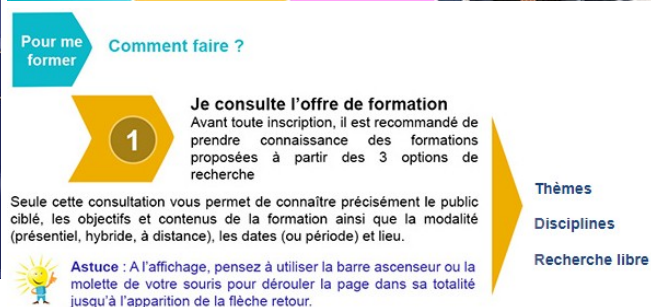 Pour me
former
Comment faire ?
1
Je consulte l'offre de formation
Avant toute inscription, il est recommandé de
prendre connaissance des formations
proposées à partir des 3 options de
recherche
Seule cette consultation vous permet de connaître précisément le public
ciblé, les objectifs et contenus de la formation ainsi que la modalité
(présentiel, hybride, à distance), les dates (ou période) et lieu.
Astuce : A l'affichage, pensez à utiliser la barre ascenseur ou la
molette de votre souris pour dérouler la page dans sa totalité
jusqu'à l'apparition de la flèche retour.
Thèmes
Disciplines
Recherche libre